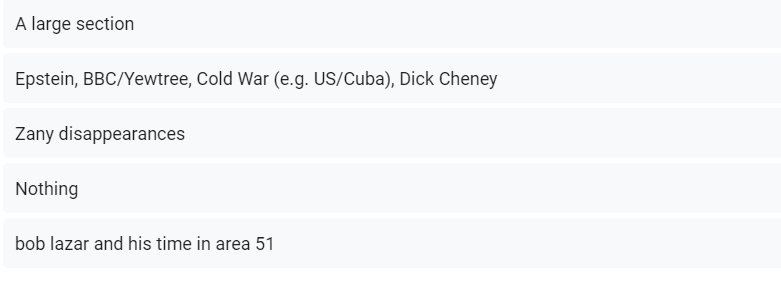 A large section
Epstein, BBC/Yewtree, Cold War (e.g. US/Cuba), Dick Cheney
Zany disappearances
Nothing
bob lazar and his time in area 51